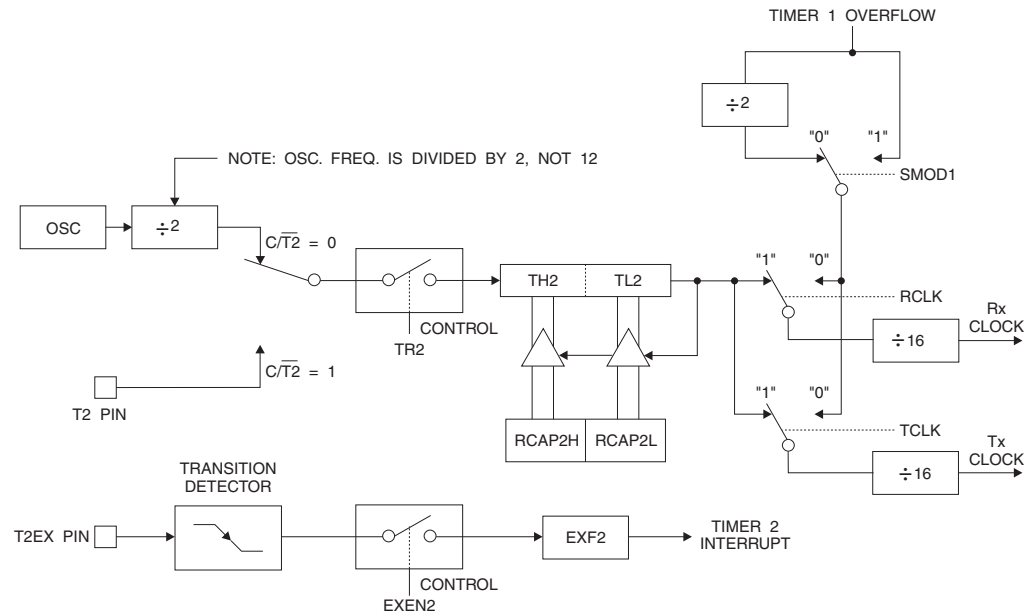 TIMER 1 OVERFLOW
÷2
"0" "1"
SMOD1
NOTE: OSC. FREQ. IS DIVIDED BY 2, NOT 12
OSC
÷2
C/T̅2̅ = 0
TH2 TL2
"1" "0"
RCLK
Rx
CLOCK
÷16
CONTROL
TR2
C/T̅2̅ = 1
T2 PIN
RCAP2H RCAP2L
"1" "0"
TCLK
Tx
CLOCK
÷16
TRANSITION
DETECTOR
T2EX PIN
EXF2
TIMER 2
INTERRUPT
CONTROL
EXEN2